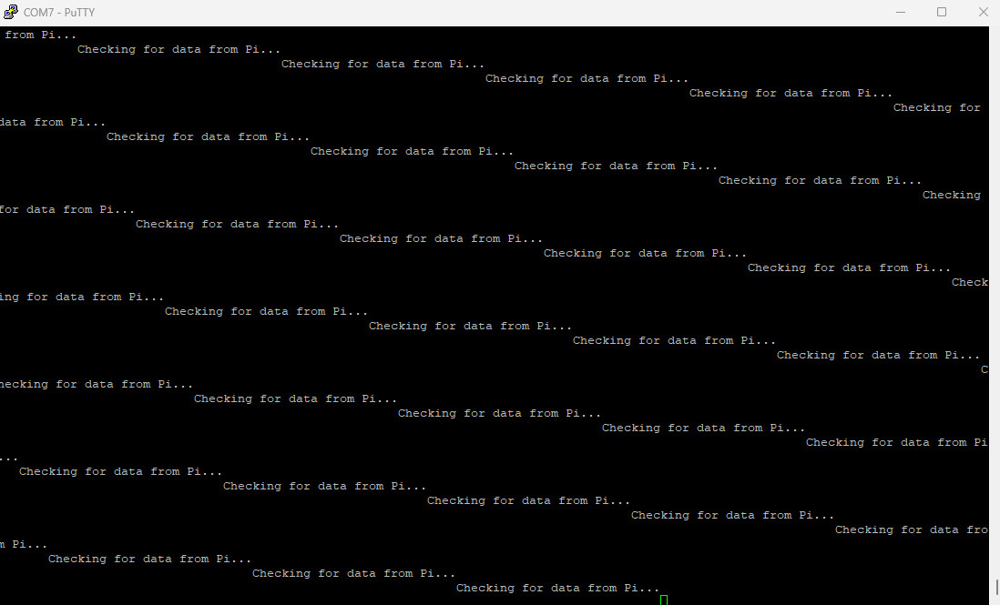 COM7 - PuTTY
from Pi...
Checking for data from Pi...
Checking for data from Pi...
Checking for data from Pi...
Checking for data from Pi...
Checking for
data from Pi...
Checking for data from Pi...
Checking for data from Pi...
Checking for data from Pi...
Checking for data from Pi...
Checking
for data from Pi...
Checking for data from Pi...
Checking for data from Pi...
Checking for data from Pi...
Checking for data from Pi...
Check
ing for data from Pi...
Checking for data from Pi...
Checking for data from Pi...
Checking for data from Pi...
Checking for data from Pi...
C
hecking for data from Pi...
Checking for data from Pi...
Checking for data from Pi...
Checking for data from Pi...
Checking for data from Pi
...
Checking for data from Pi...
Checking for data from Pi...
Checking for data from Pi...
Checking for data from Pi...
Checking for data fro
m Pi...
Checking for data from Pi...
Checking for data from Pi...
Checking for data from Pi...